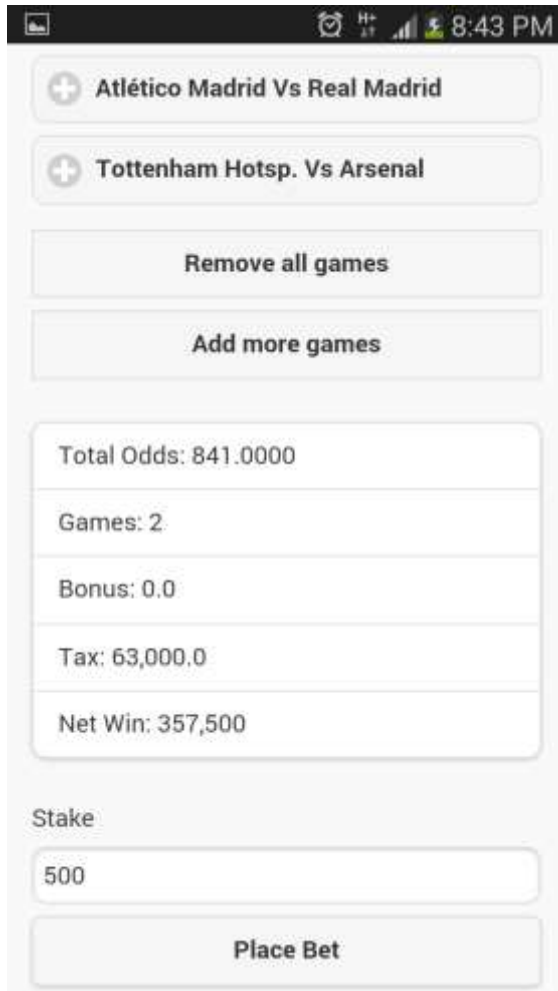 H+ 8:43 PM
Atlético Madrid Vs Real Madrid
Tottenham Hotsp. Vs Arsenal
Remove all games
Add more games
Total Odds: 841.0000
Games: 2
Bonus: 0.0
Tax: 63,000.0
Net Win: 357,500
Stake
500
Place Bet